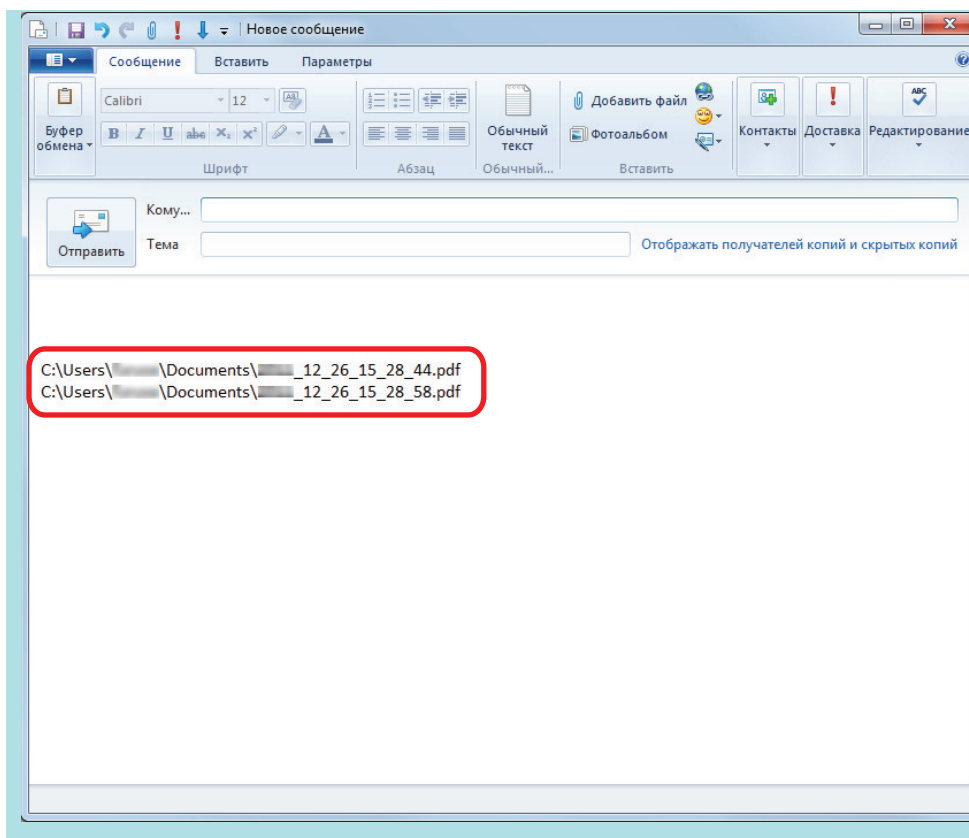 Новое сообщение
Сообщение Вставить Параметры
Calibri 12
Буфер обмена
Шрифт
Абзац
Обычный текст
Обычный...
Добавить файл
Фотоальбом
Вставить
Контакты
Доставка
ABC
Редактирование
Отправить
Кому...
Тема
Отображать получателей копий и скрытых копий
C:\Users\ \Documents\ _12_26_15_28_44.pdf
C:\Users\ \Documents\ _12_26_15_28_58.pdf